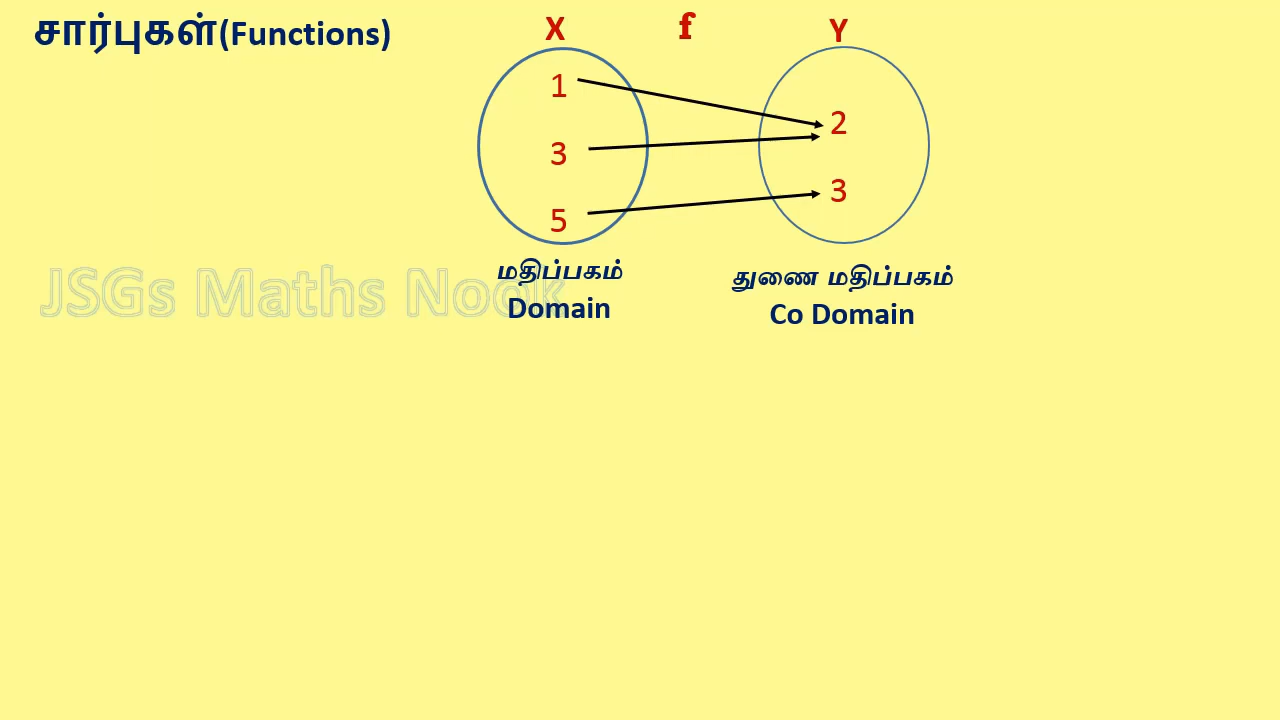 சார்புகள்(Functions)
X f Y
1
2
3
3
5
மதிப்பகம்
Domain
துணை மதிப்பகம்
Co Domain
JSGs Maths Nook